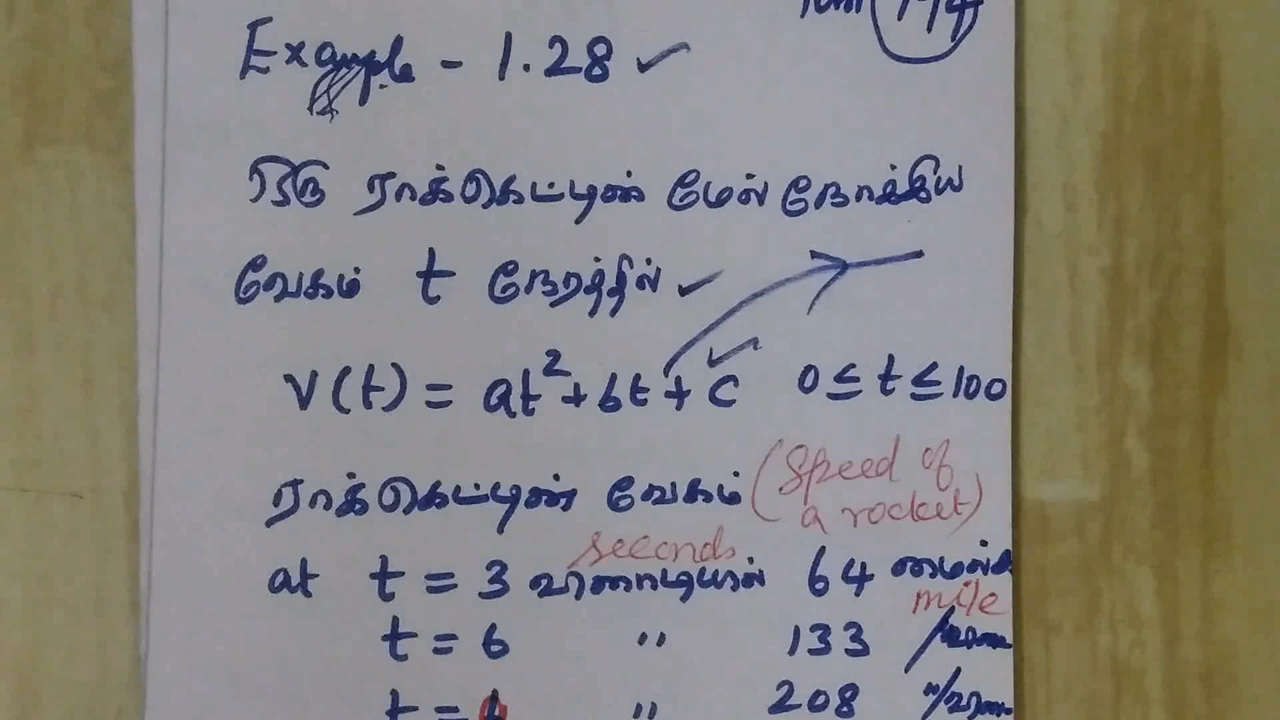 Example - 1.28
ஒரு ராக்கெட்டின் மேல் நோக்கிய
வேகம் t நேரத்தில்
V(t) = at²+bt+c 0≤t≤100
ராக்கெட்டின் வேகம் (Speed of
a rocket)
seconds
at t = 3 வினாடியில் 64 மைல்
mile
t = 6 " 133
t = " 208